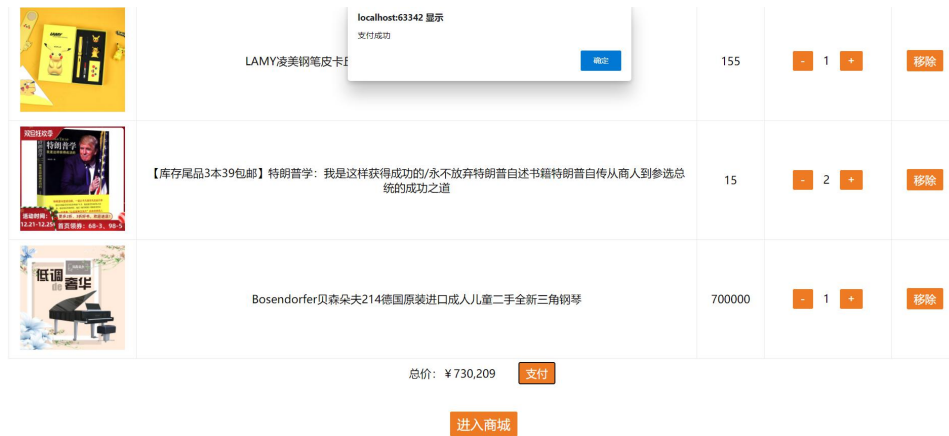 localhost:63342 显示
支付成功
确定
LAMY凌美钢笔皮卡
155
- 1 +
移除
LAMY
双旦狂欢季
特朗普学
活动时间:
12.21-12.25
首页领券：68-3、98-5
【库存尾品3本39包邮】特朗普学：我是这样获得成功的/永不放弃特朗普自述书籍特朗普自传从商人到参选总
统的成功之道
15
- 2 +
移除
低调
de
奢华
Bosendorfer贝森朵夫214德国原装进口成人儿童二手全新三角钢琴
700000
- 1 +
移除
总价：￥730,209
支付
进入商城